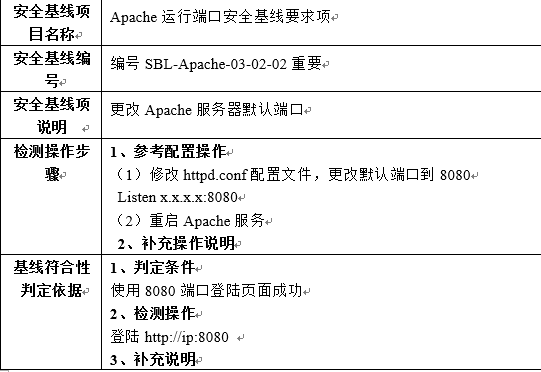 安全基线项
目名称
Apache 运行端口安全基线要求项
安全基线编
号
编号 SBL-Apache-03-02-02 重要
安全基线项
说明
更改 Apache 服务器默认端口
检测操作步
骤
1、参考配置操作
（1）修改 httpd.conf 配置文件，更改默认端口到 8080
Listen x.x.x.x:8080
（2）重启 Apache 服务
2、补充操作说明
基线符合性
判定依据
1、判定条件
使用 8080 端口登陆页面成功
2、检测操作
登陆 http://ip:8080
3、补充说明